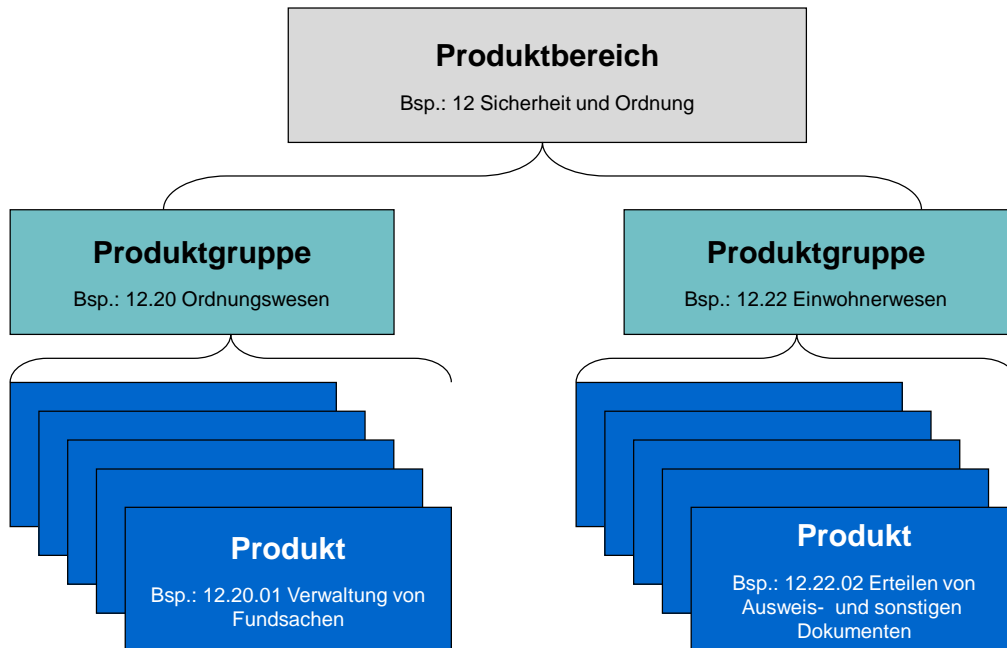 Produktbereich
Bsp.: 12 Sicherheit und Ordnung
Produktgruppe
Bsp.: 12.20 Ordnungswesen
Produktgruppe
Bsp.: 12.22 Einwohnerwesen
Produkt
Bsp.: 12.20.01 Verwaltung von
Fundsachen
Produkt
Bsp.: 12.22.02 Erteilen von
Ausweis- und sonstigen
Dokumenten